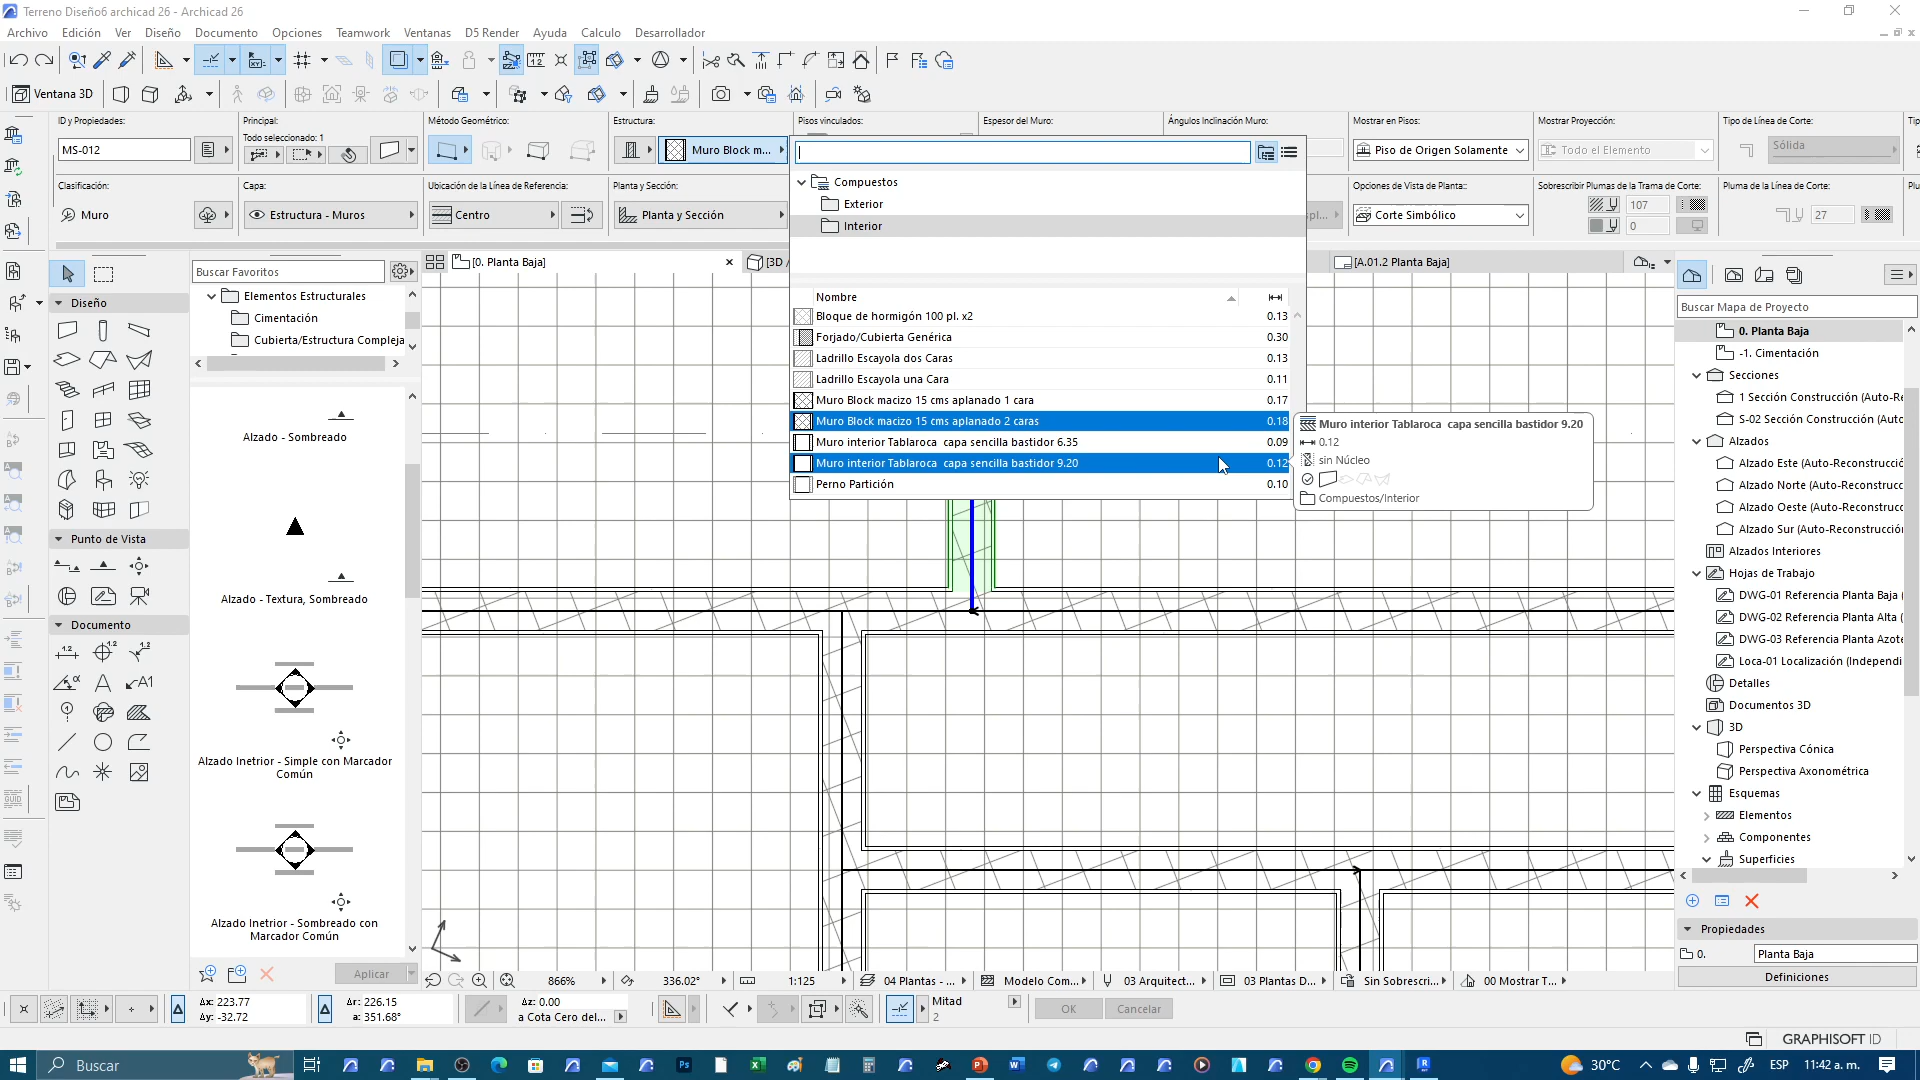 Terreno Diseño6 archicad 26 - Archicad 26
Archivo Edición Ver Diseño Documento Opciones Teamwork Ventanas D5 Render Ayuda Calculo Desarrollador
Ventana 3D
ID y Propiedades: Principal: Método Geométrico: Estructura: Pisos vinculados: Espesor del Muro: Ángulos Inclinación Muro: Mostrar en Pisos: Mostrar Proyección: Tipo de Línea de Corte:
Todo seleccionado: 1
MS-012
Muro Block m...
Piso de Origen Solamente
Todo el Elemento
Sólida
Clasificación: Capa: Ubicación de la Línea de Referencia: Planta y Sección: Opciones de Vista de Planta:: Sobrescribir Plumas de la Trama de Corte: Pluma de la Línea de Corte:
Muro
Estructura - Muros
Centro
Planta y Sección
Corte Simbólico
107
0
27
Compuestos
Exterior
Interior
Nombre
Bloque de hormigón 100 pl. x2 0.13
Forjado/Cubierta Genérica 0.30
Ladrillo Escayola dos Caras 0.13
Ladrillo Escayola una Cara 0.11
Muro Block macizo 15 cms aplanado 1 cara 0.17
Muro Block macizo 15 cms aplanado 2 caras 0.18
Muro interior Tablaroca capa sencilla bastidor 6.35 0.09
Muro interior Tablaroca capa sencilla bastidor 9.20 0.12
Perno Partición 0.10
Muro interior Tablaroca capa sencilla bastidor 9.20
0.12
sin Núcleo
Compuestos/Interior
[0. Planta Baja]
[3D /
[A.01.2 Planta Baja]
Diseño
Punto de Vista
Documento
Buscar Favoritos
Elementos Estructurales
Cimentación
Cubierta/Estructura Compleja
Alzado - Sombreado
Alzado - Textura, Sombreado
Alzado Inetrior - Simple con Marcador
Común
Alzado Inetrior - Sombreado con
Marcador Común
Aplicar
Buscar Mapa de Proyecto
0. Planta Baja
-1. Cimentación
Secciones
1 Sección Construcción (Auto-Re
S-02 Sección Construcción (Autc
Alzados
Alzado Este (Auto-Reconstrucció
Alzado Norte (Auto-Reconstrucc
Alzado Oeste (Auto-Reconstrucc
Alzado Sur (Auto-Reconstrucció
Alzados Interiores
Hojas de Trabajo
DWG-01 Referencia Planta Baja (
DWG-02 Referencia Planta Alta (
DWG-03 Referencia Planta Azote
Loca-01 Localización (Independi
Detalles
Documentos 3D
3D
Perspectiva Cónica
Perspectiva Axonométrica
Esquemas
Elementos
Componentes
Superficies
Propiedades
0. Planta Baja
Definiciones
866% 336.02° 1:125 04 Plantas - ... Modelo Com... 03 Arquitect... 03 Plantas D... Sin Sobrescri... 00 Mostrar T...
Δx: 223.77
Δy: -32.72
Δr: 226.15
a: 351.68°
Δz: 0.00
a Cota Cero del...
Mitad
2
OK Cancelar
GRAPHISOFT ID
Buscar
30°C
ESP
11:42 a. m.